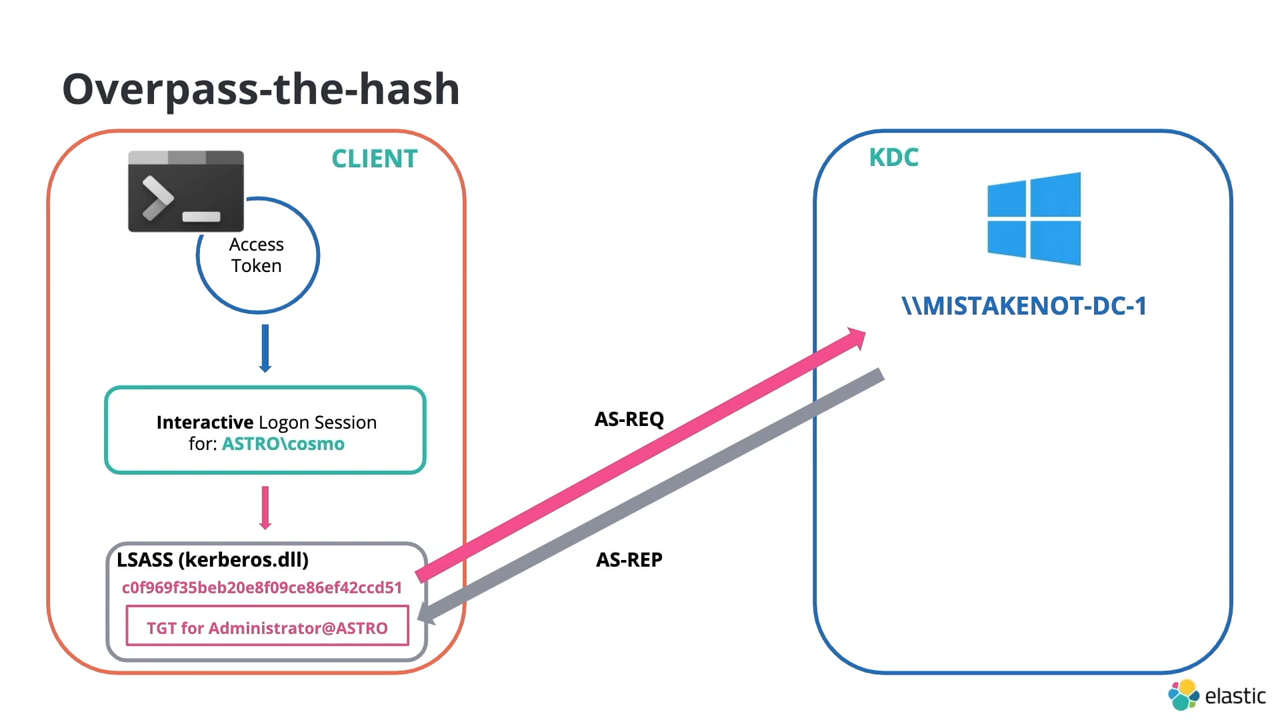 Overpass-the-hash
CLIENT
Access
Token
Interactive Logon Session
for: ASTRO\cosmo
LSASS (kerberos.dll)
c0f969f35beb20e8f09ce86ef42ccd51
TGT for Administrator@ASTRO
AS-REQ
AS-REP
KDC
\\MISTAKENOT-DC-1
elastic